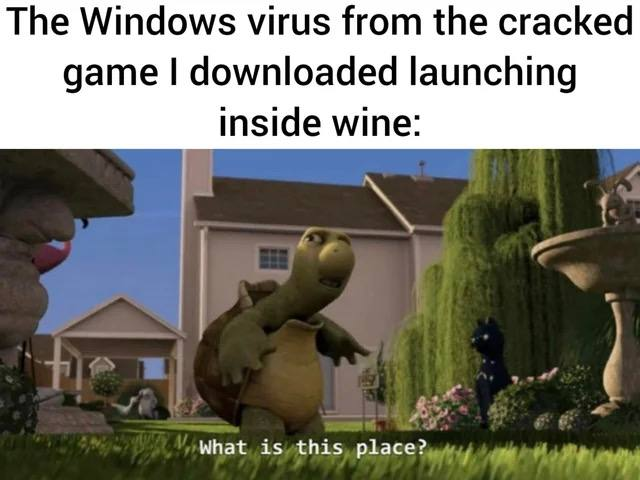 The Windows virus from the cracked
game I downloaded launching
inside wine:
What is this place?